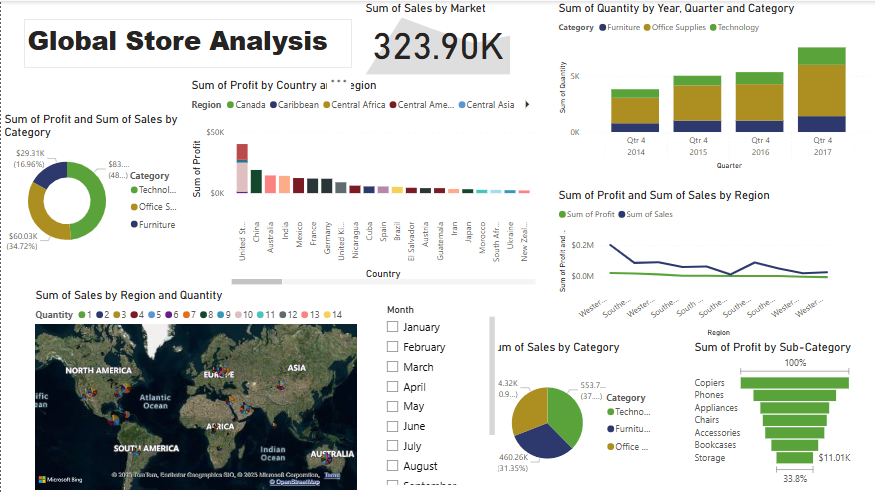 Global Store Analysis
Sum of Sales by Market
323.90K
Sum of Quantity by Year, Quarter and Category
Category Furniture Office Supplies Technology
Sum of Quantity
5K
0K
Qtr 4 Qtr 4 Qtr 4 Qtr 4
2014 2015 2016 2017
Quarter
Sum of Profit by Country a egion
Region Canada Caribbean Central Africa Central Ame... Central Asia
Sum of Profit
$50K
$0K
United St...
China
Australia
India
Mexico
France
Germany
United Ki...
Nicaragua
Cuba
Spain
Brazil
El Salvador
Austria
Guatemala
Iran
Japan
Morocco
South Afr...
Ukraine
New Zeal...
Country
Sum of Profit and Sum of Sales by
Category
$29.31K
(16.96%)
$83....
(48...)
$60.03K
(34.72%)
Category
Technol...
Office S...
Furniture
Sum of Profit and Sum of Sales by Region
Sum of Profit Sum of Sales
Sum of Profit and ...
$0.2M
$0.0M
Wester... Southe... Wester... Southe... South ... Southe... Southe... Southe... Wester... Wester...
Region
Sum of Sales by Region and Quantity
Quantity 1 2 3 4 5 6 7 8 9 10 11 12 13 14
NORTH AMERICA
EUROPE
ASIA
Atlantic
Ocean
AFRICA
SOUTH AMERICA
Indian
Ocean
AUSTRALIA
Microsoft Bing
© 2025 TomTom, Earthstar Geographics SIO, © 2025 Microsoft Corporation, Terms
© OpenStreetMap
Month
January
February
March
April
May
June
July
August
um of Sales by Category
4.32K
0.9...)
553.7...
(37....)
460.26K
(31.35%)
Category
Techno...
Furnitu...
Office ...
Sum of Profit by Sub-Category
100%
Copiers
Phones
Appliances
Chairs
Accessories
Bookcases
Storage $11.01K
33.8%